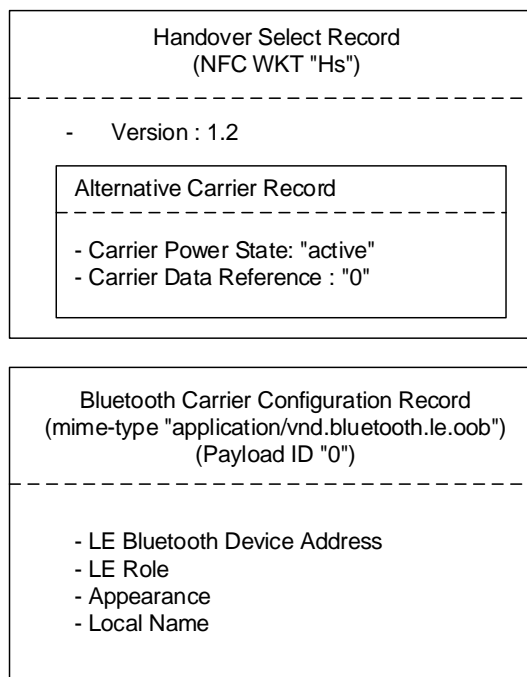 Handover Select Record
(NFC WKT "Hs")
- Version : 1.2
Alternative Carrier Record
- Carrier Power State: "active"
- Carrier Data Reference : "0"
Bluetooth Carrier Configuration Record
(mime-type "application/vnd.bluetooth.le.oob")
(Payload ID "0")
- LE Bluetooth Device Address
- LE Role
- Appearance
- Local Name